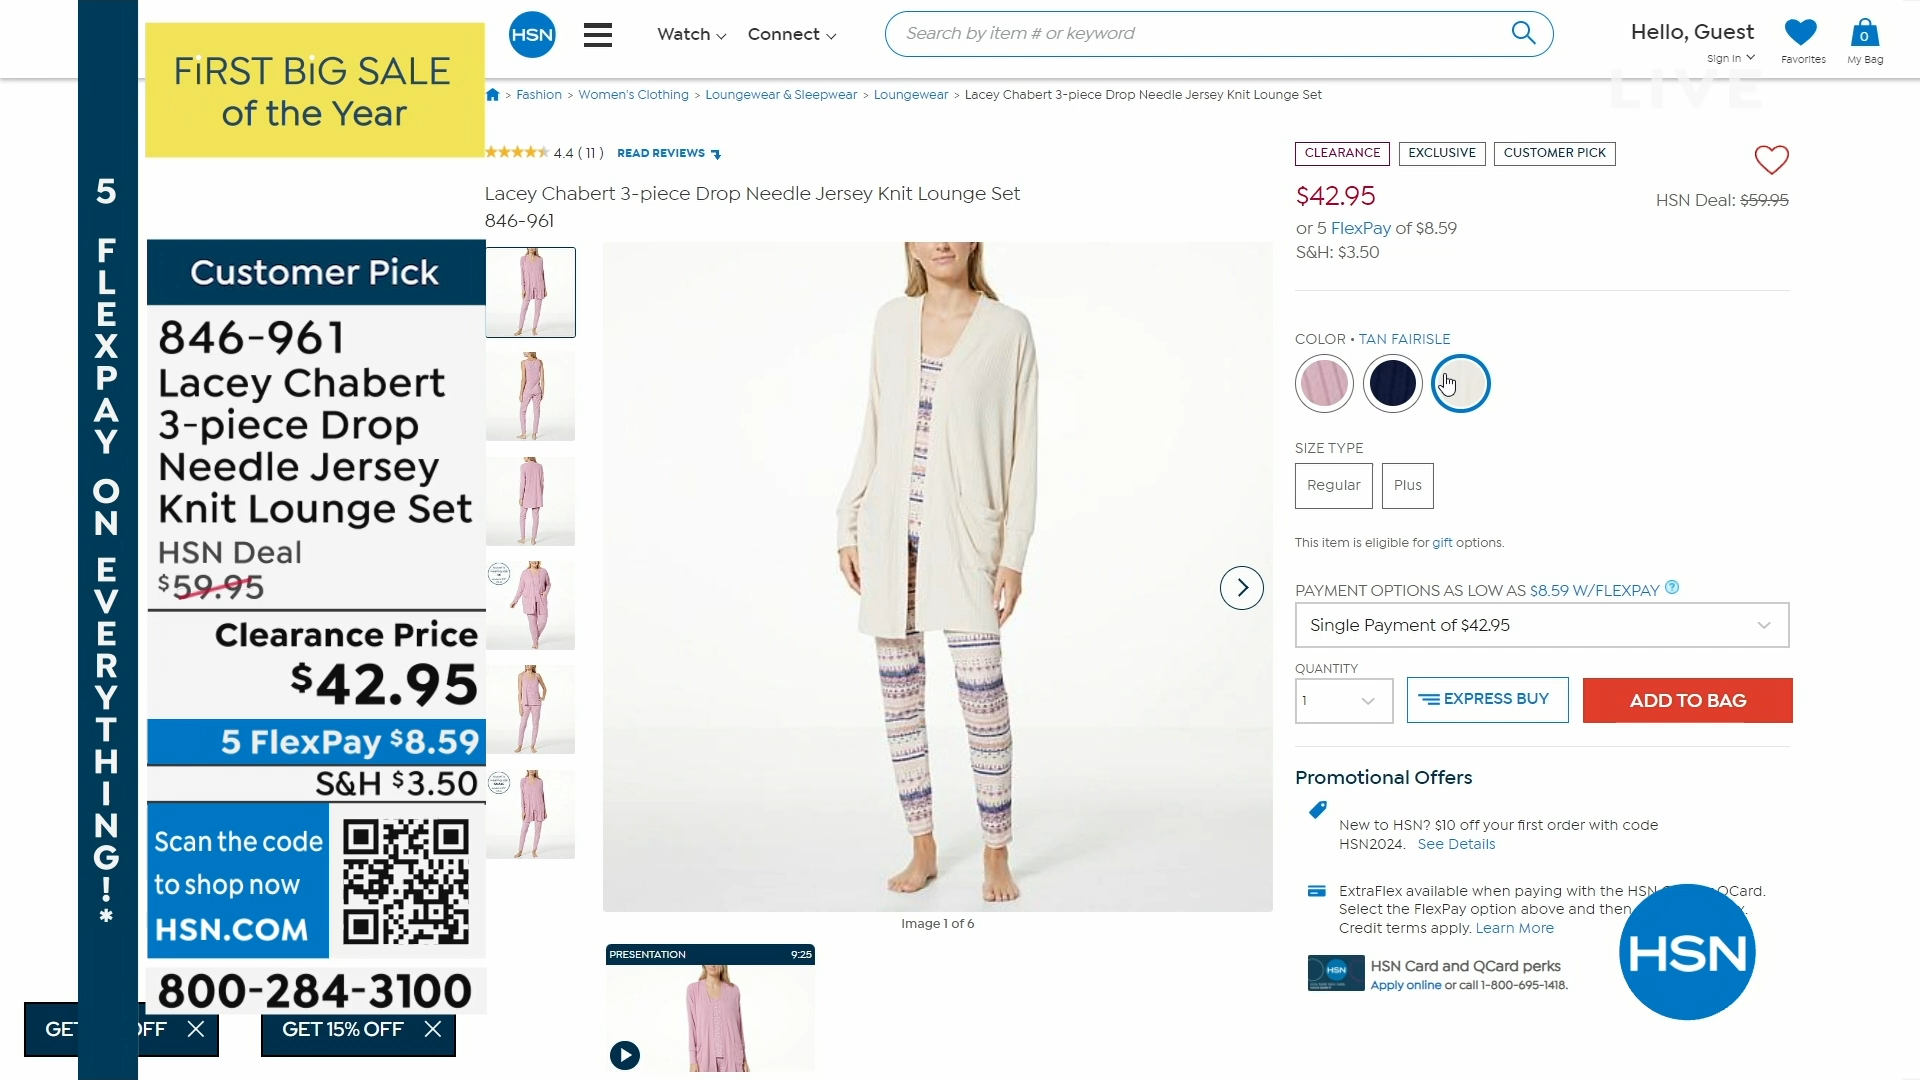 FiRST BiG SALE
of the Year
5 FLEXPAY ON EVERYTHING!*
Customer Pick
846-961
Lacey Chabert
3-piece Drop
Needle Jersey
Knit Lounge Set
HSN Deal
$59.95
Clearance Price
$42.95
5 FlexPay $8.59
S&H $3.50
Scan the code
to shop now
HSN.COM
800-284-3100
GET 15% OFF
HSN
Watch
Connect
Search by item # or keyword
Hello, Guest
Sign In
Favorites
0
My Bag
LIVE
> Fashion > Women's Clothing > Loungewear & Sleepwear > Loungewear > Lacey Chabert 3-piece Drop Needle Jersey Knit Lounge Set
4.4 ( 11 ) READ REVIEWS
Lacey Chabert 3-piece Drop Needle Jersey Knit Lounge Set
846-961
Image 1 of 6
PRESENTATION 9:25
CLEARANCE EXCLUSIVE CUSTOMER PICK
$42.95
HSN Deal: $59.95
or 5 FlexPay of $8.59
S&H: $3.50
COLOR • TAN FAIRISLE
SIZE TYPE
Regular Plus
This item is eligible for gift options.
PAYMENT OPTIONS AS LOW AS $8.59 W/FLEXPAY ?
Single Payment of $42.95
QUANTITY
1
EXPRESS BUY
ADD TO BAG
Promotional Offers
New to HSN? $10 off your first order with code
HSN2024. See Details
ExtraFlex available when paying with the HSN QCard.
Select the FlexPay option above and then
Credit terms apply. Learn More
HSN
HSN Card and QCard perks
Apply online or call 1-800-695-1418.
HSN